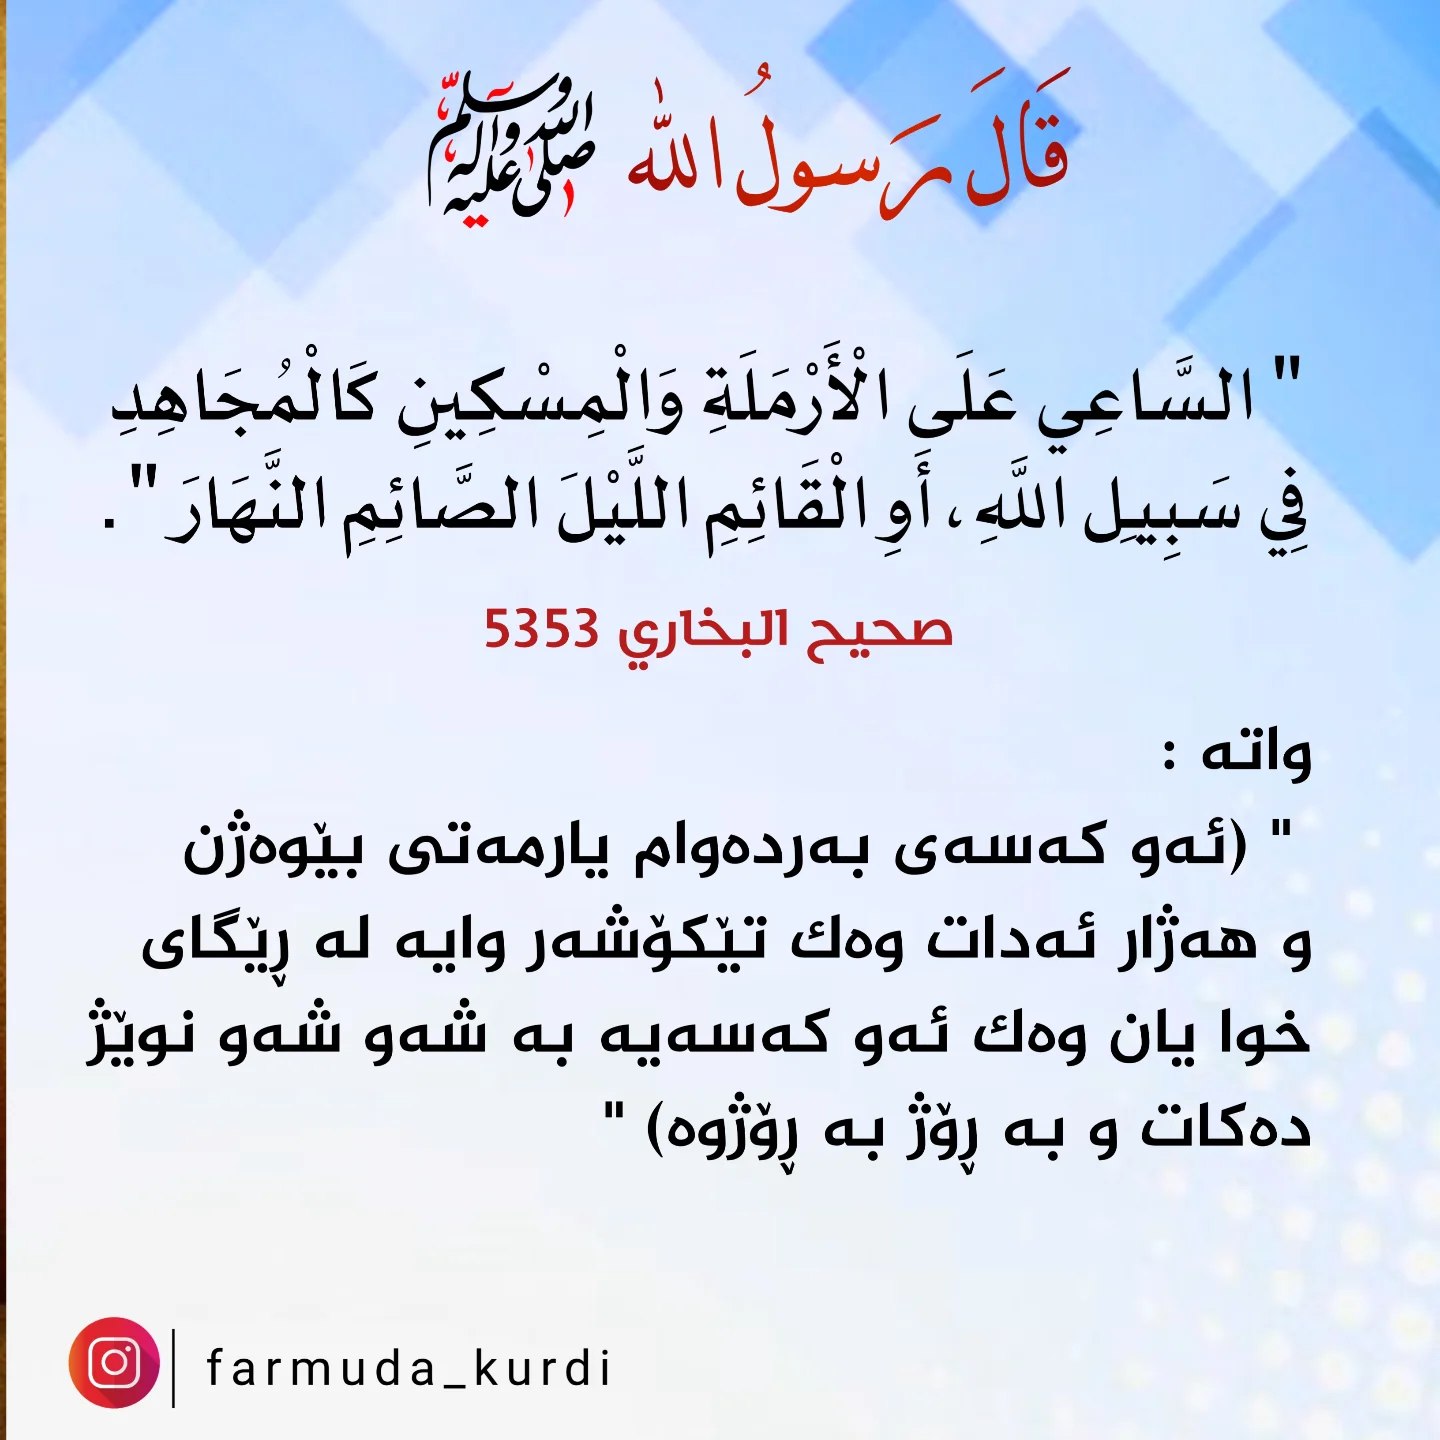 قَالَ رَسولُ الله صلى الله عليه وآله وسلم
" السَّاعِي عَلَى الْأَرْمَلَةِ وَالْمِسْكِينِ كَالْمُجَاهِدِ
فِي سَبِيلِ اللَّهِ، أَوِ الْقَائِمِ اللَّيْلَ الصَّائِمِ النَّهَارَ ".
صحيح البخاري 5353
واتە :
" (ئەو کەسەی بەردەوام یارمەتی بێوەژن
و هەژار ئەدات وەك تێکۆشەر وایە لە ڕێگای
خوا یان وەك ئەو کەسەیە بە شەو شەو نوێژ
دەکات و بە ڕۆژ بە ڕۆژوە) "
farmuda_kurdi